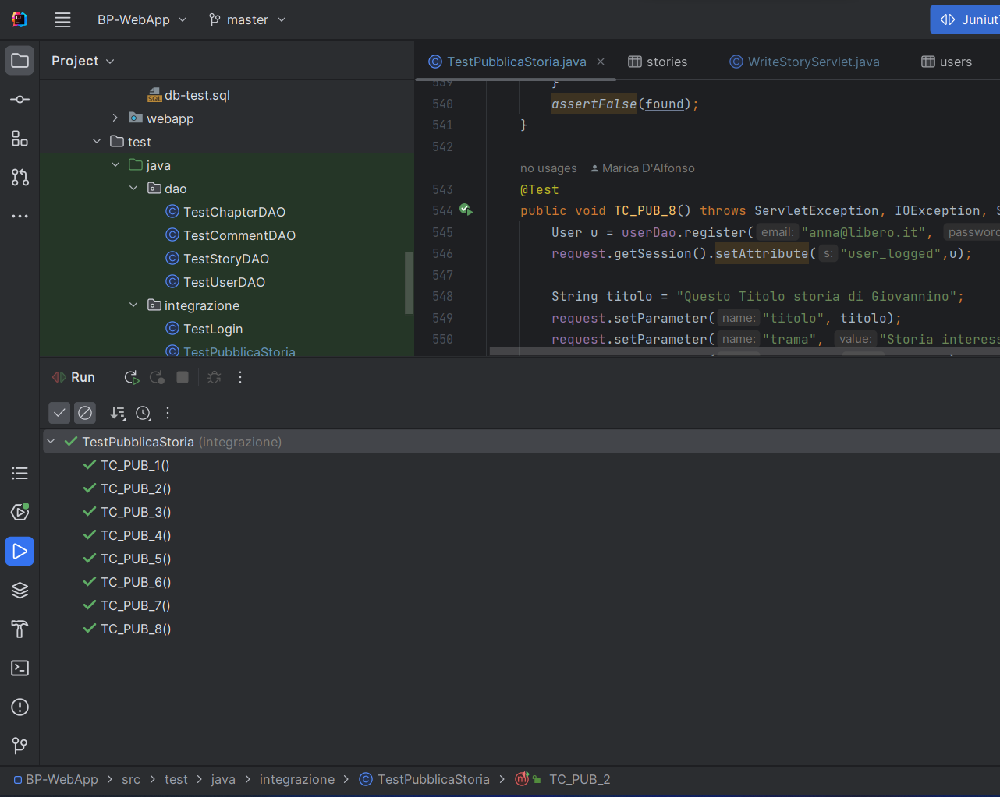 BP-WebApp
master
Juniut
Project
TestPubblicaStoria.java
stories
WriteStoryServlet.java
users
db-test.sql
webapp
test
java
dao
TestChapterDAO
TestCommentDAO
TestStoryDAO
TestUserDAO
integrazione
TestLogin
TestPubblicaStoria
539 }
540 assertFalse(found);
541 }
542
no usages Marica D'Alfonso
543 @Test
544 public void TC_PUB_8() throws ServletException, IOException, S
545 User u = userDao.register( email: "anna@libero.it", password
546 request.getSession().setAttribute( s: "user_logged",u);
547
548 String titolo = "Questo Titolo storia di Giovannino";
549 request.setParameter( name: "titolo", titolo);
550 request.setParameter( name: "trama", value: "Storia interess
Run
TestPubblicaStoria (integrazione)
TC_PUB_1()
TC_PUB_2()
TC_PUB_3()
TC_PUB_4()
TC_PUB_5()
TC_PUB_6()
TC_PUB_7()
TC_PUB_8()
BP-WebApp > src > test > java > integrazione > TestPubblicaStoria > TC_PUB_2